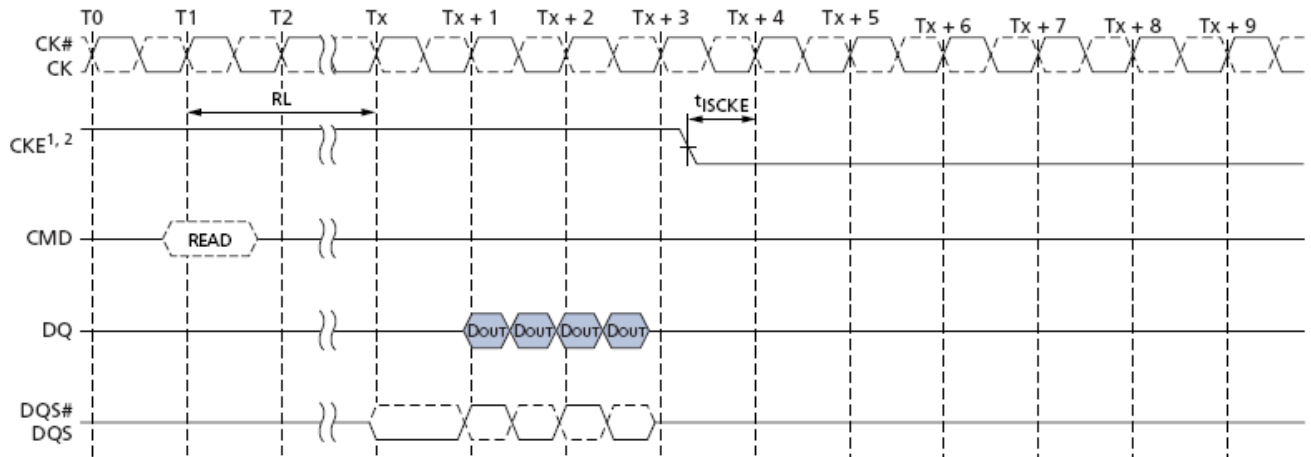 T0 T1 T2 Tx Tx + 1 Tx + 2 Tx + 3 Tx + 4 Tx + 5 Tx + 6 Tx + 7 Tx + 8 Tx + 9
CK#
CK
RL
tISCKE
CKE1, 2
CMD READ
DQ DOUT DOUT DOUT DOUT
DQS#
DQS